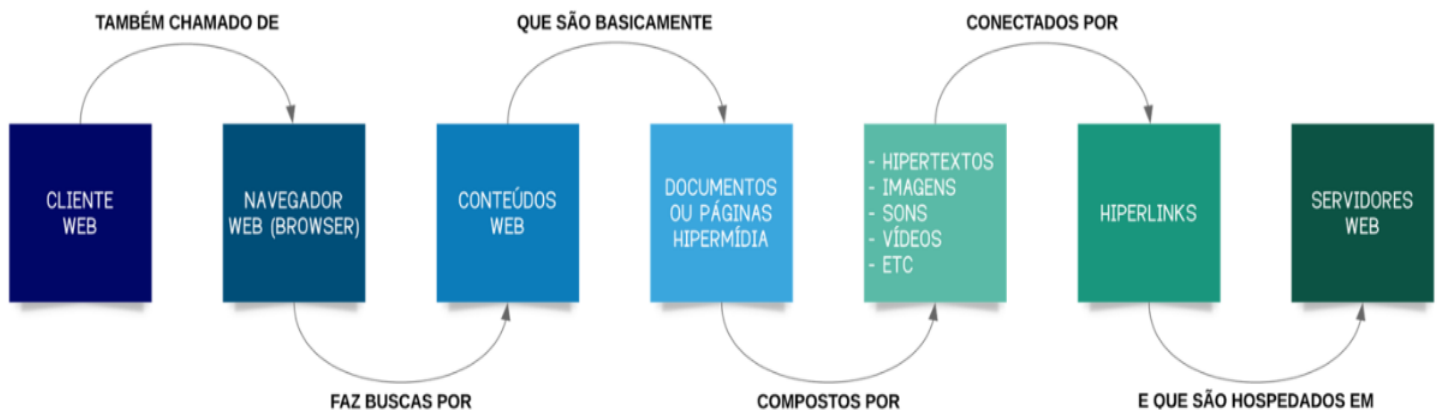 TAMBÉM CHAMADO DE
QUE SÃO BASICAMENTE
CONECTADOS POR
CLIENTE
WEB
NAVEGADOR
WEB (BROWSER)
CONTEÚDOS
WEB
DOCUMENTOS
OU PÁGINAS
HIPERMÍDIA
- HIPERTEXTOS
- IMAGENS
- SONS
- VÍDEOS
- ETC
HIPERLINKS
SERVIDORES
WEB
FAZ BUSCAS POR
COMPOSTOS POR
E QUE SÃO HOSPEDADOS EM